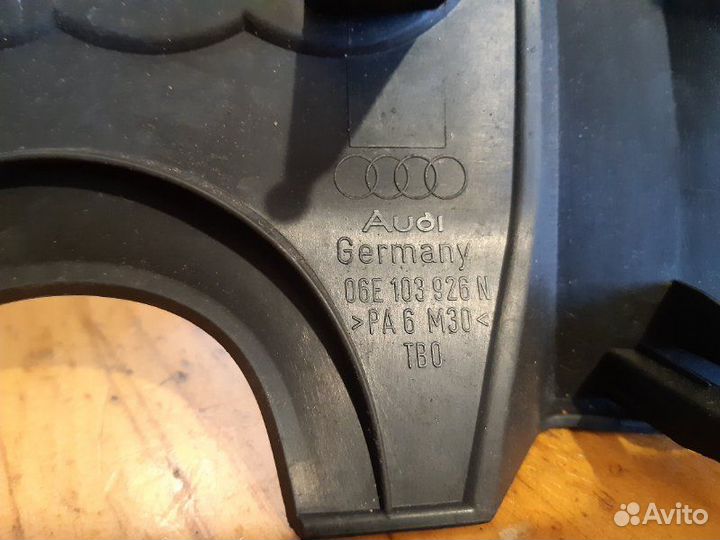 Audi
Germany
06E 103 926 N
>PA 6 M30<
TBO
Avito